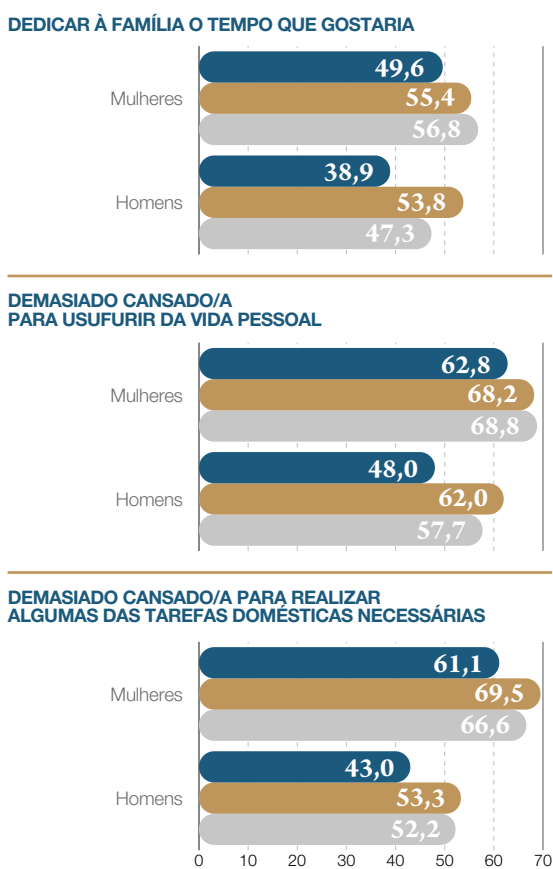 DEDICAR À FAMÍLIA O TEMPO QUE GOSTARIA
Mulheres
49,6
55,4
56,8
Homens
38,9
53,8
47,3
DEMASIADO CANSADO/A
PARA USUFURIR DA VIDA PESSOAL
Mulheres
62,8
68,2
68,8
Homens
48,0
62,0
57,7
DEMASIADO CANSADO/A PARA REALIZAR
ALGUMAS DAS TAREFAS DOMÉSTICAS NECESSÁRIAS
Mulheres
61,1
69,5
66,6
Homens
43,0
53,3
52,2
0 10 20 30 40 50 60 70